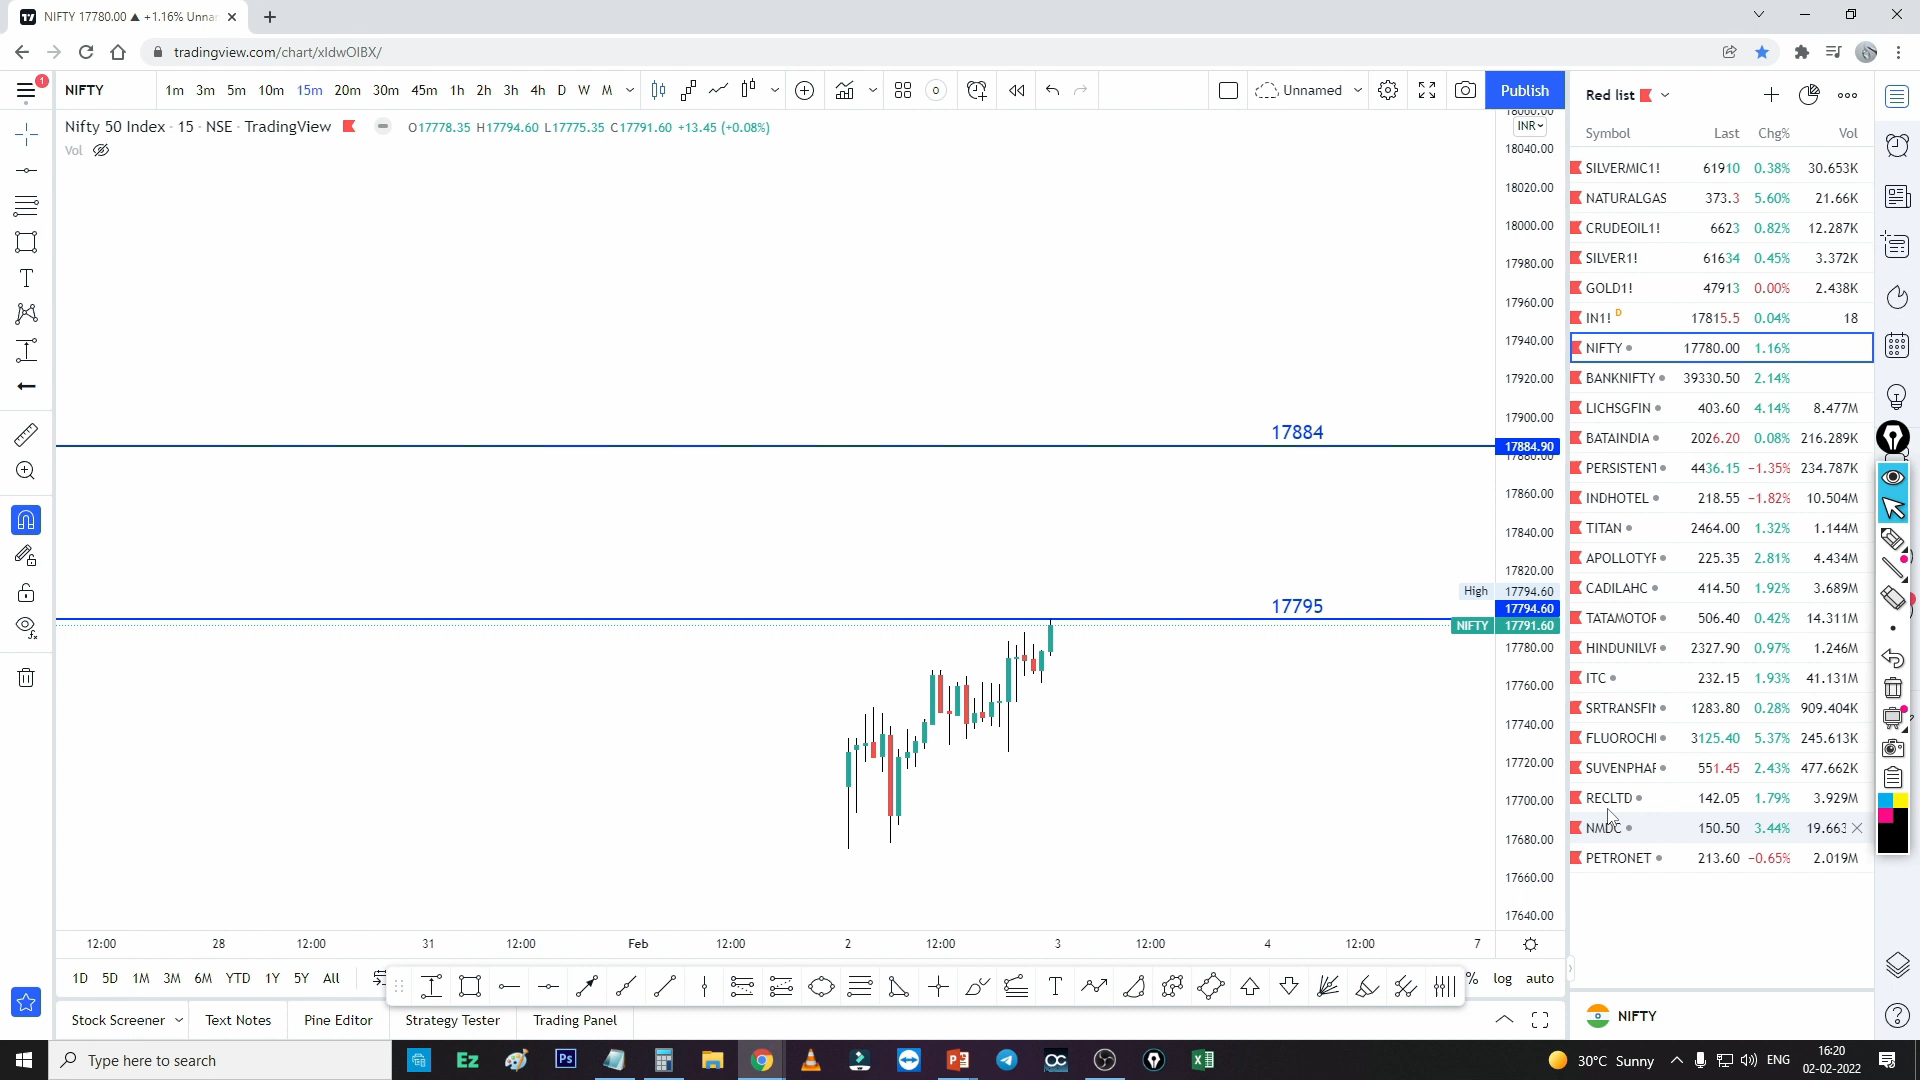 NIFTY 17780.00 ▲ +1.16% Unna
tradingview.com/chart/xIdwOIBX/
1
NIFTY 1m 3m 5m 10m 15m 20m 30m 45m 1h 2h 3h 4h D W M Unnamed Publish
Nifty 50 Index · 15 · NSE · TradingView O17778.35 H17794.60 L17775.35 C17791.60 +13.45 (+0.08%)
Vol
INR
18060.00
18040.00
18020.00
18000.00
17980.00
17960.00
17940.00
17920.00
17900.00
17884
17884.90
17880.00
17860.00
17840.00
17820.00
High 17794.60
17795
17794.60
NIFTY 17791.60
17780.00
17760.00
17740.00
17720.00
17700.00
17680.00
17660.00
17640.00
12:00 28 12:00 31 12:00 Feb 12:00 2 12:00 3 12:00 4 12:00 7
1D 5D 1M 3M 6M YTD 1Y 5Y All % log auto
Stock Screener Text Notes Pine Editor Strategy Tester Trading Panel
Red list
Symbol Last Chg% Vol
SILVERMIC1! 61910 0.38% 30.653K
NATURALGAS 373.3 5.60% 21.66K
CRUDEOIL1! 6623 0.82% 12.287K
SILVER1! 61634 0.45% 3.372K
GOLD1! 47913 0.00% 2.438K
IN1! D 17815.5 0.04% 18
NIFTY 17780.00 1.16%
BANKNIFTY 39330.50 2.14%
LICHSGFIN 403.60 4.14% 8.477M
BATAINDIA 2026.20 0.08% 216.289K
PERSISTENT 4436.15 −1.35% 234.787K
INDHOTEL 218.55 −1.82% 10.504M
TITAN 2464.00 1.32% 1.144M
APOLLOTYR 225.35 2.81% 4.434M
CADILAHC 414.50 1.92% 3.689M
TATAMOTOR 506.40 0.42% 14.311M
HINDUNILVR 2327.90 0.97% 1.246M
ITC 232.15 1.93% 41.131M
SRTRANSFIN 1283.80 0.28% 909.404K
FLUOROCH 3125.40 5.37% 245.613K
SUVENPHAR 551.45 2.43% 477.662K
RECLTD 142.05 1.79% 3.929M
NMDC 150.50 3.44% 19.663
PETRONET 213.60 −0.65% 2.019M
NIFTY
Type here to search
Ez
Ps
30°C Sunny ENG
16:20
02-02-2022